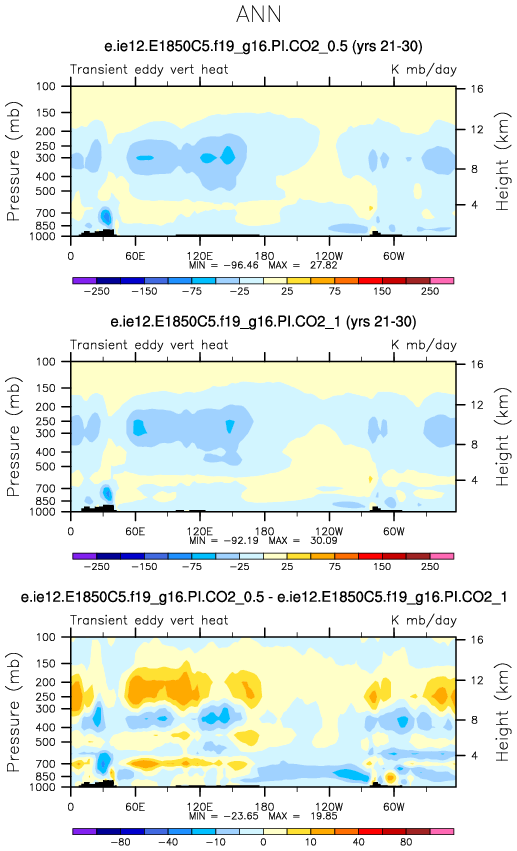 ANN
e.ie12.E1850C5.f19_g16.PI.CO2_0.5 (yrs 21-30)
Transient eddy vert heat K mb/day
Pressure (mb)
Height (km)
100
150
200
250
300
400
500
700
850
1000
16
12
8
4
0 60E 120E 180 120W 60W
MIN = -96.46 MAX = 27.82
-250 -150 -75 -25 25 75 150 250
e.ie12.E1850C5.f19_g16.PI.CO2_1 (yrs 21-30)
Transient eddy vert heat K mb/day
Pressure (mb)
Height (km)
100
150
200
250
300
400
500
700
850
1000
16
12
8
4
0 60E 120E 180 120W 60W
MIN = -92.19 MAX = 30.09
-250 -150 -75 -25 25 75 150 250
e.ie12.E1850C5.f19_g16.PI.CO2_0.5 - e.ie12.E1850C5.f19_g16.PI.CO2_1
Transient eddy vert heat K mb/day
Pressure (mb)
Height (km)
100
150
200
250
300
400
500
700
850
1000
16
12
8
4
0 60E 120E 180 120W 60W
MIN = -23.65 MAX = 19.85
-80 -40 -10 0 10 40 80